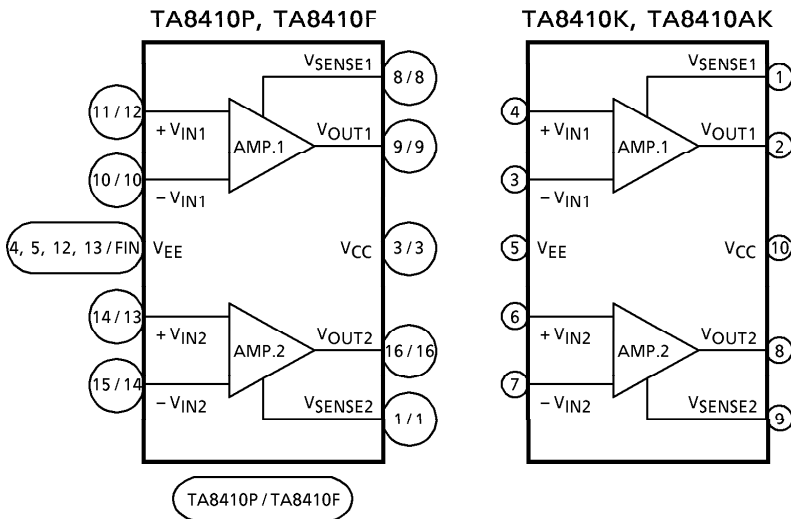 TA8410P, TA8410F
VSENSE1
8 / 8
11 / 12
+ VIN1
AMP.1
VOUT1
9 / 9
10 / 10
− VIN1
4, 5, 12, 13 / FIN
VEE
VCC
3 / 3
14 / 13
+ VIN2
AMP.2
VOUT2
16 / 16
15 / 14
− VIN2
VSENSE2
1 / 1
TA8410P / TA8410F
TA8410K, TA8410AK
VSENSE1
1
4
+ VIN1
AMP.1
VOUT1
2
3
− VIN1
5
VEE
VCC
10
6
+ VIN2
AMP.2
VOUT2
8
7
− VIN2
VSENSE2
9